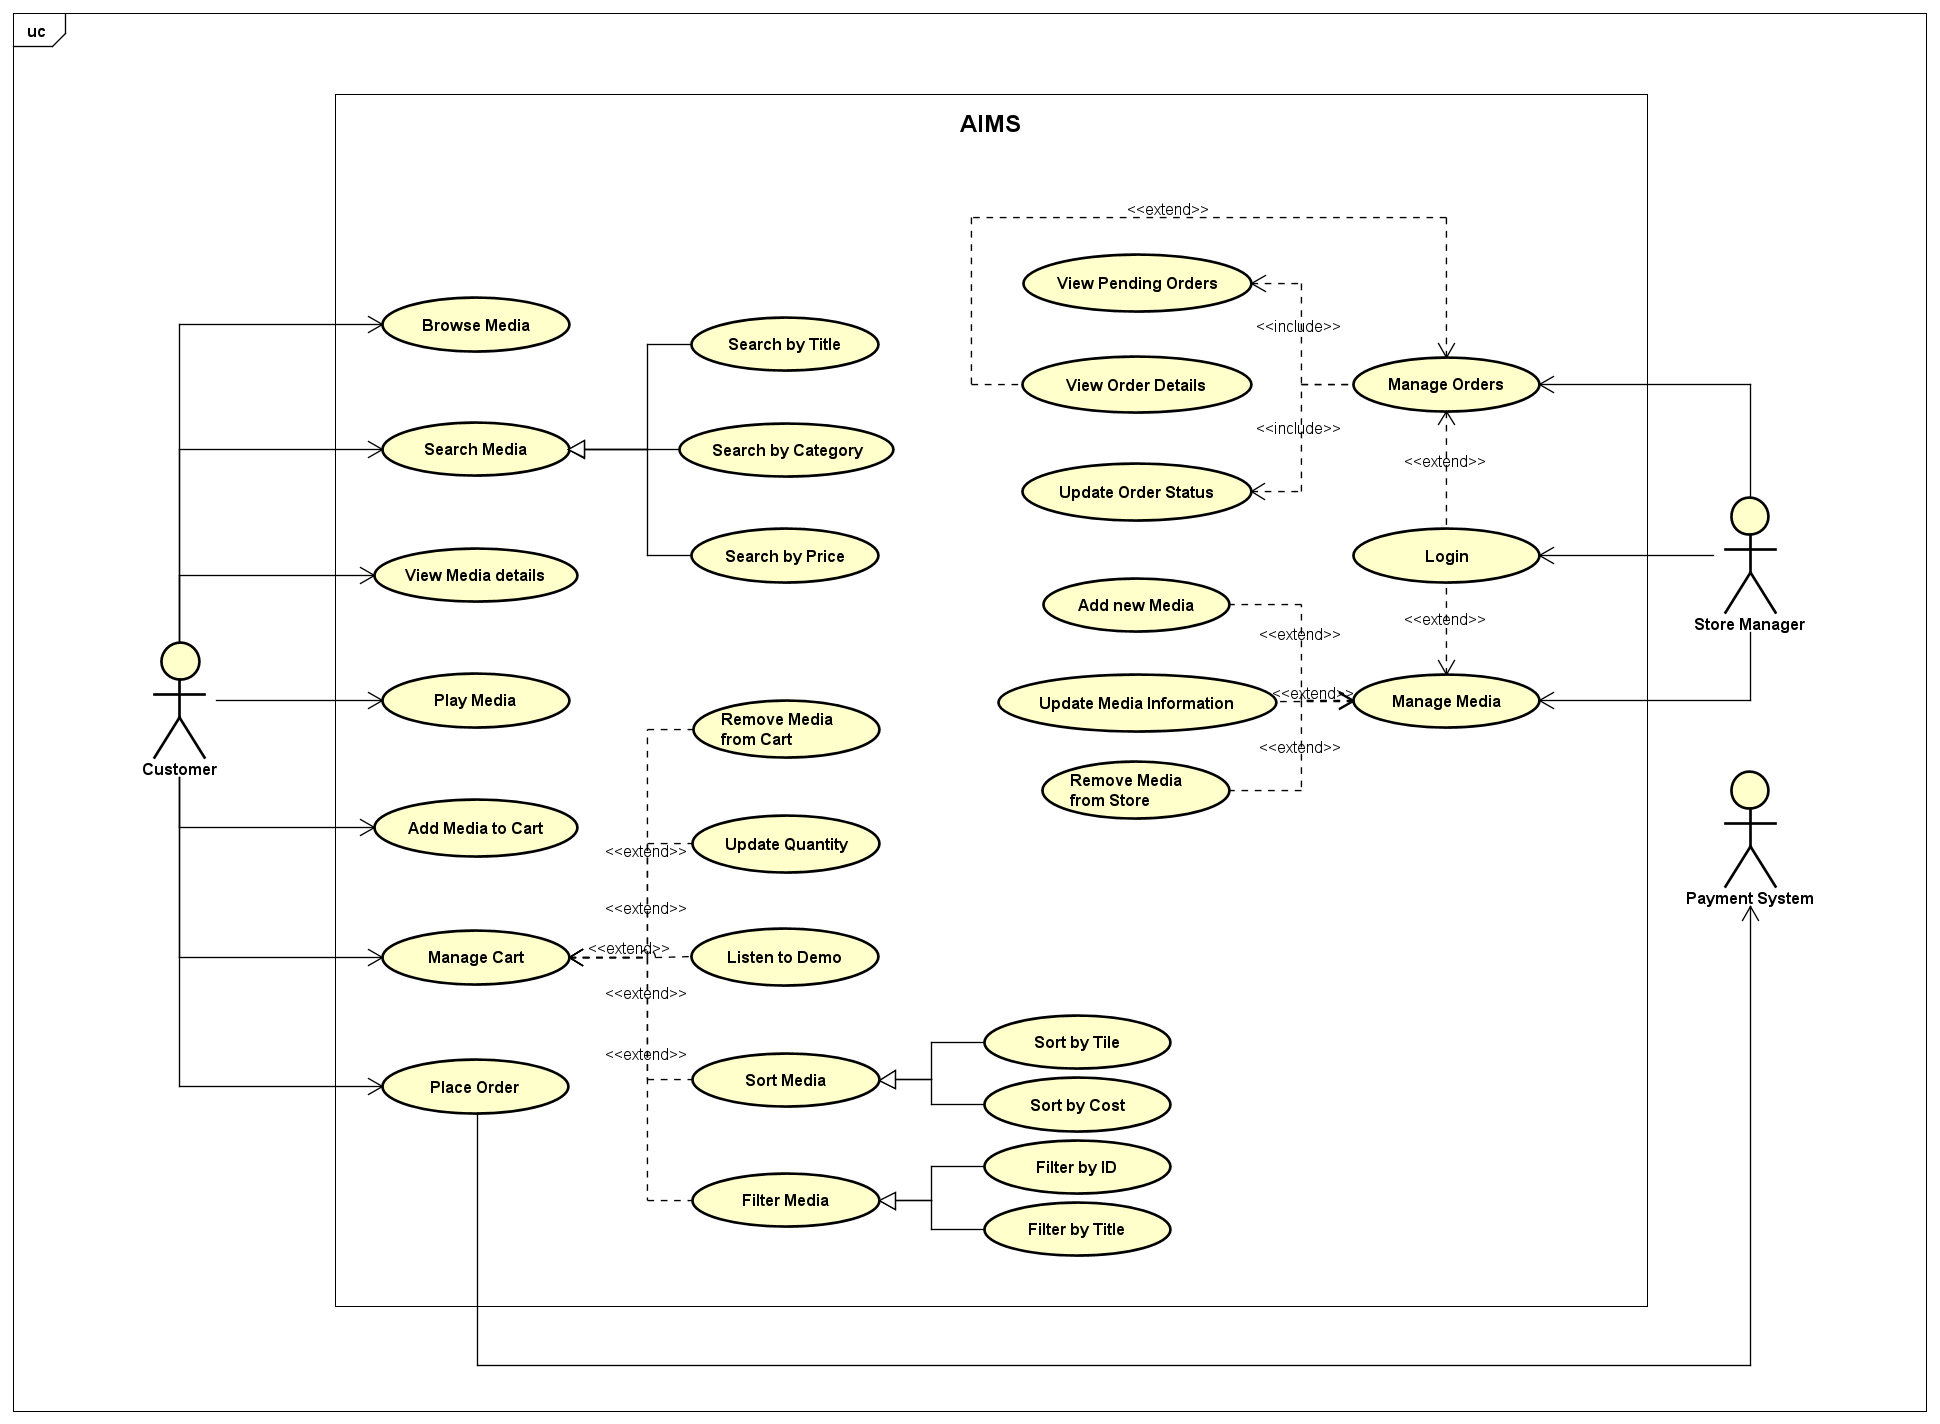 uc
AIMS
<<extend>>
View Pending Orders
Browse Media
<<include>>
Search by Title
View Order Details
Manage Orders
<<include>>
Search Media
Search by Category
<<extend>>
Update Order Status
View Media details
Search by Price
Login
Add new Media
<<extend>>
Store Manager
<<extend>>
Play Media
<<extend>>
Update Media Information
Manage Media
Remove Media
from Cart
<<extend>>
Customer
Remove Media
from Store
Add Media to Cart
Update Quantity
<<extend>>
Payment System
<<extend>>
<<extend>>
Manage Cart
Listen to Demo
<<extend>>
Sort by Tile
<<extend>>
Place Order
Sort Media
Sort by Cost
Filter by ID
Filter Media
Filter by Title